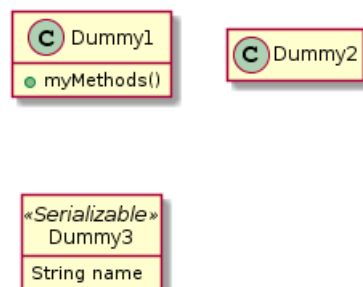 C Dummy1
myMethods()
C Dummy2
«Serializable»
Dummy3
String name